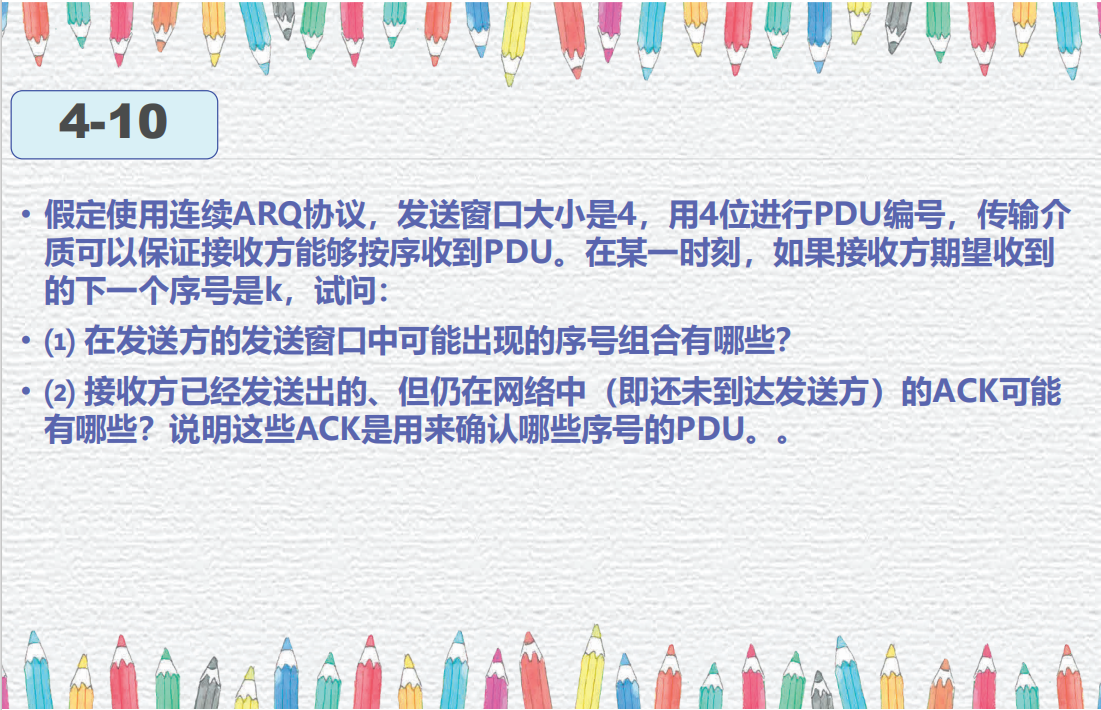 4-10
• 假定使用连续ARQ协议，发送窗口大小是4，用4位进行PDU编号，传输介
质可以保证接收方能够按序收到PDU。在某一时刻，如果接收方期望收到
的下一个序号是k，试问：
• ⑴ 在发送方的发送窗口中可能出现的序号组合有哪些？
• ⑵ 接收方已经发送出的、但仍在网络中（即还未到达发送方）的ACK可能
有哪些？说明这些ACK是用来确认哪些序号的PDU。。